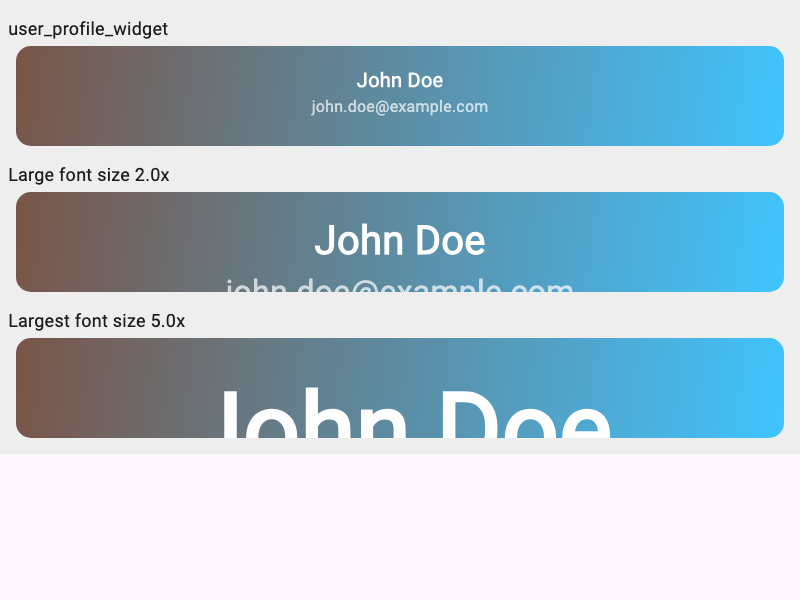 user_profile_widget
John Doe
john.doe@example.com
Large font size 2.0x
John Doe
john.doe@example.com
Largest font size 5.0x
John Doe